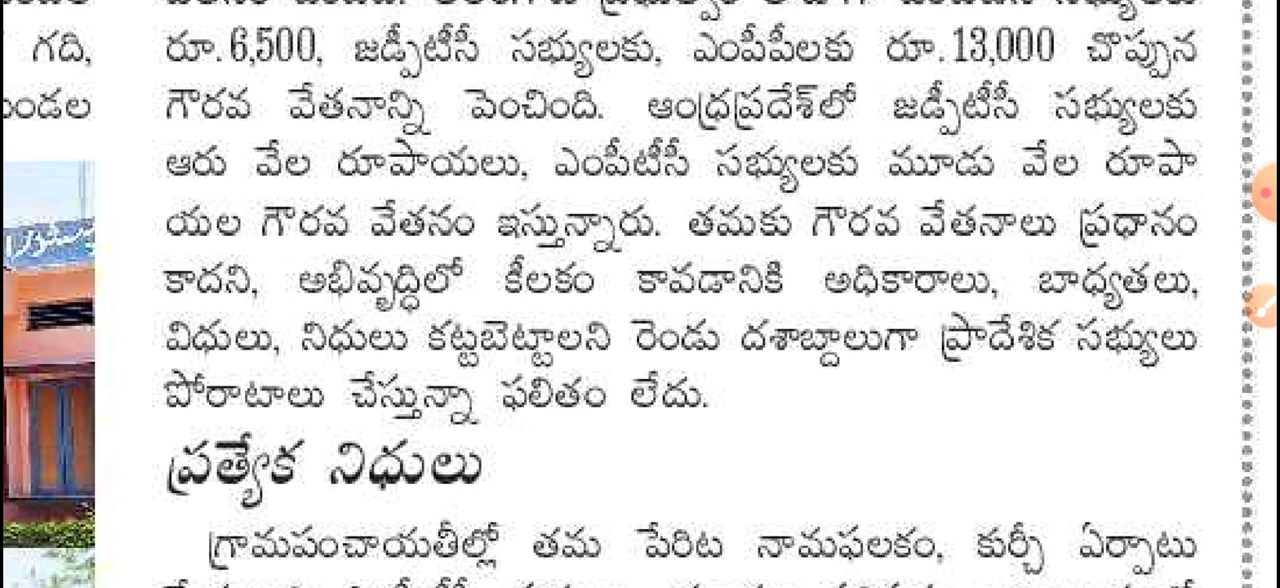 గది,
రూ.6,500, జడ్పీటీసీ సభ్యులకు, ఎంపీపీలకు రూ.13,000 చొప్పున
గౌరవ వేతనాన్ని పెంచింది. ఆంధ్రప్రదేశ్‌లో జడ్పీటీసీ సభ్యులకు
ఆరు వేల రూపాయలు, ఎంపీటీసీ సభ్యులకు మూడు వేల రూపా
యల గౌరవ వేతనం ఇస్తున్నారు. తమకు గౌరవ వేతనాలు ప్రధానం
కాదని, అభివృద్ధిలో కీలకం కావడానికి అధికారాలు, బాధ్యతలు,
విధులు, నిధులు కట్టబెట్టాలని రెండు దశాబ్దాలుగా ప్రాదేశిక సభ్యులు
పోరాటాలు చేస్తున్నా ఫలితం లేదు.
ప్రత్యేక నిధులు
గ్రామపంచాయతీల్లో తమ పేరిట నామఫలకం, కుర్చీ ఏర్పాటు